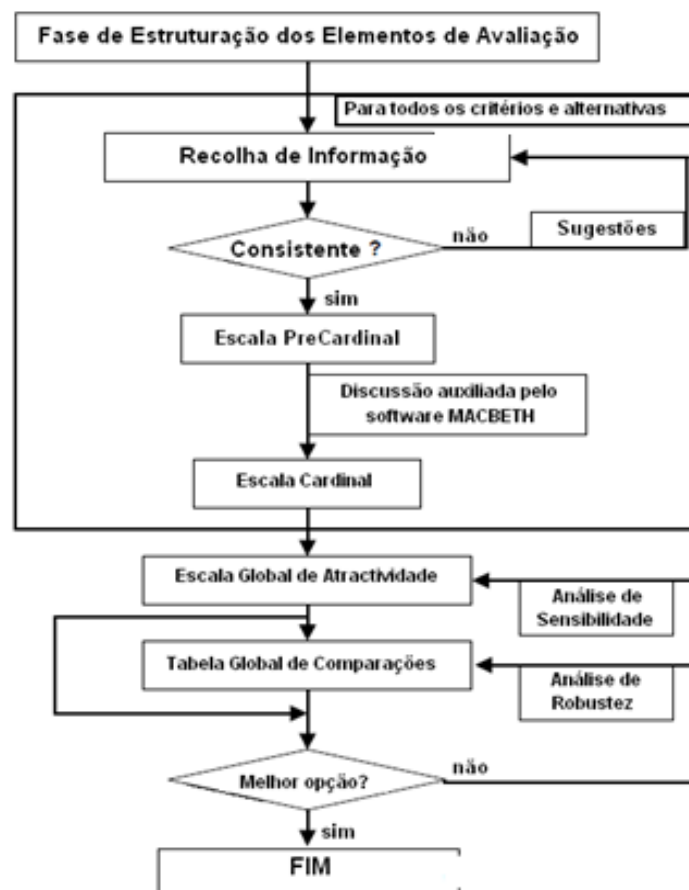 Fase de Estruturação dos Elementos de Avaliação
Para todos os critérios e alternativas
Recolha de Informação
Consistente ?
não
Sugestões
sim
Escala PreCardinal
Discussão auxiliada pelo
software MACBETH
Escala Cardinal
Escala Global de Atractividade
Análise de
Sensibilidade
Tabela Global de Comparações
Análise de
Robustez
Melhor opção?
não
sim
FIM